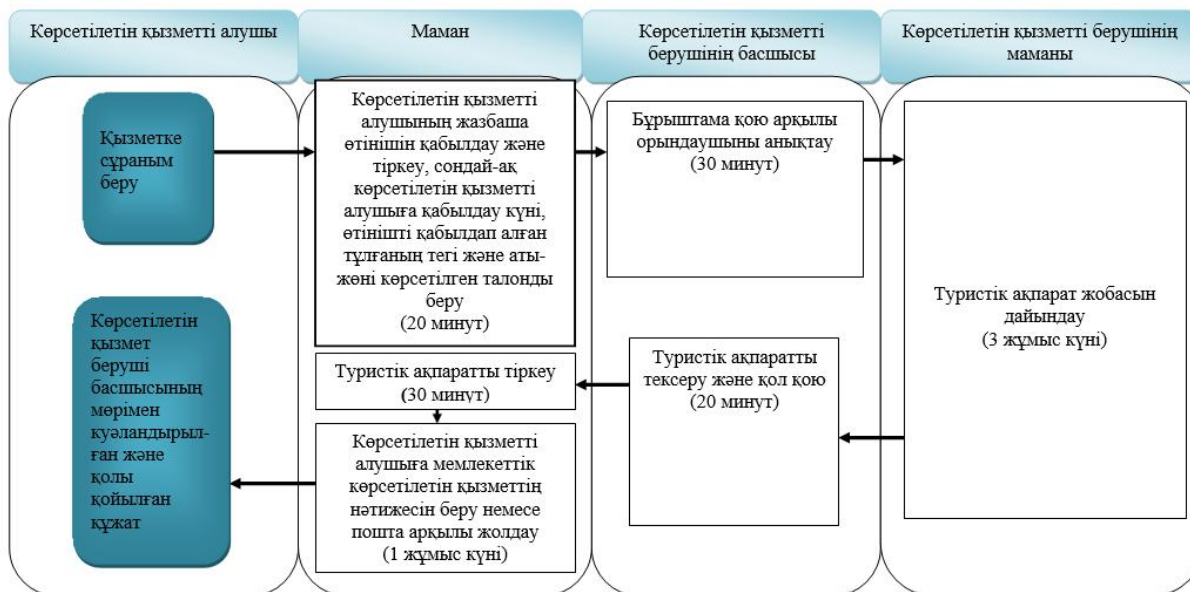 Көрсетілетін қызметті алушы
Маман
Көрсетілетін қызметті
берушінің басшысы
Көрсетілетін қызметті берушінің
маманы
Қызметке
сұраным
беру
Көрсетілетін қызметті
алушының жазбаша
өтінішін қабылдау және
тіркеу, сондай-ақ
көрсетілетін қызметті
алушыға қабылдау күні,
өтінішті қабылдап алған
тұлғаның тегі және аты-
жөні көрсетілген талонды
беру
(20 минут)
Бұрыштама қою арқылы
орындаушыны анықтау
(30 минут)
Туристік ақпарат жобасын
дайындау
(3 жұмыс күні)
Туристік ақпаратты
тексеру және қол қою
(20 минут)
Туристік ақпаратты тіркеу
(30 минут)
Көрсетілетін қызметті
алушыға мемлекеттік
көрсетілетін қызметтің
нәтижесін беру немесе
пошта арқылы жолдау
(1 жұмыс күні)
Көрсетілетін
қызмет
беруші
басшысының
мөрімен
куәландырыл-
ған және
қолы
қойылған
құжат